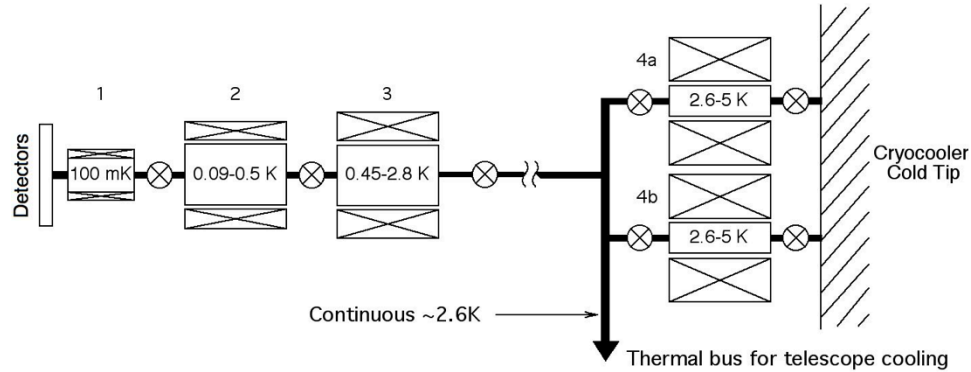 1
2
3
4a
4b
Detectors
100 mK
0.09-0.5 K
0.45-2.8 K
2.6-5 K
2.6-5 K
Cryocooler
Cold Tip
Continuous ~2.6K
Thermal bus for telescope cooling